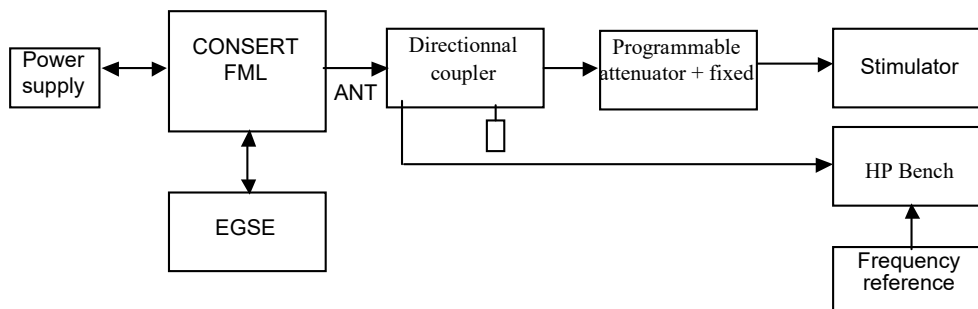 Power
supply
CONSERT
FML
ANT
Directionnal
coupler
Programmable
attenuator + fixed
Stimulator
HP Bench
EGSE
Frequency
reference